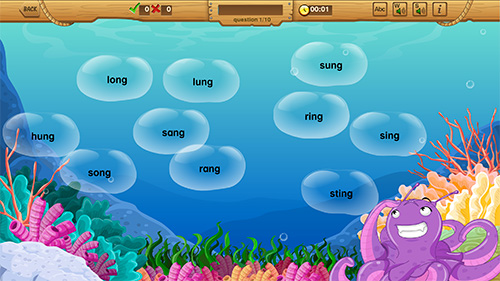 BACK
0
0
question 1/10
00:01
Abc
W
S
i
long
lung
sung
hung
sang
ring
sing
song
rang
sting